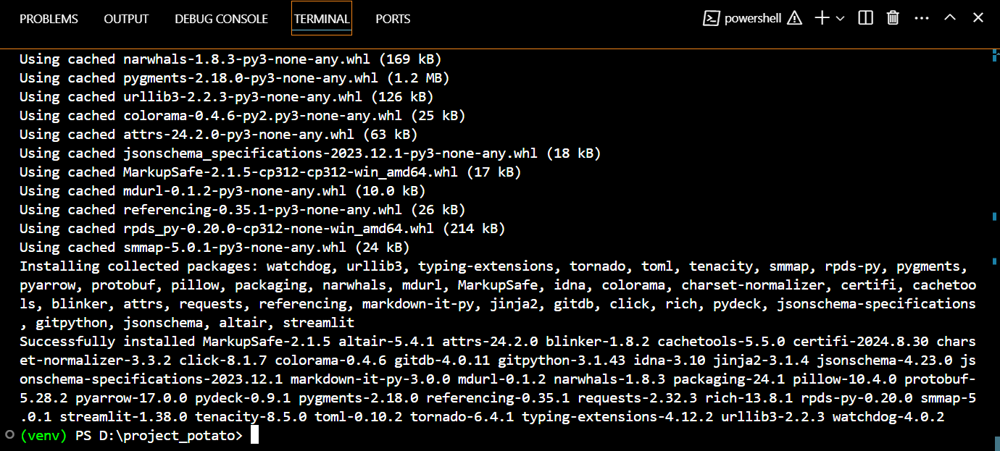 PROBLEMS OUTPUT DEBUG CONSOLE TERMINAL PORTS powershell
Using cached narwhals-1.8.3-py3-none-any.whl (169 kB)
Using cached pygments-2.18.0-py3-none-any.whl (1.2 MB)
Using cached urllib3-2.2.3-py3-none-any.whl (126 kB)
Using cached colorama-0.4.6-py2.py3-none-any.whl (25 kB)
Using cached attrs-24.2.0-py3-none-any.whl (63 kB)
Using cached jsonschema_specifications-2023.12.1-py3-none-any.whl (18 kB)
Using cached MarkupSafe-2.1.5-cp312-cp312-win_amd64.whl (17 kB)
Using cached mdurl-0.1.2-py3-none-any.whl (10.0 kB)
Using cached referencing-0.35.1-py3-none-any.whl (26 kB)
Using cached rpds_py-0.20.0-cp312-none-win_amd64.whl (214 kB)
Using cached smmap-5.0.1-py3-none-any.whl (24 kB)
Installing collected packages: watchdog, urllib3, typing-extensions, tornado, toml, tenacity, smmap, rpds-py, pygments,
pyarrow, protobuf, pillow, packaging, narwhals, mdurl, MarkupSafe, idna, colorama, charset-normalizer, certifi, cachetoo
ls, blinker, attrs, requests, referencing, markdown-it-py, jinja2, gitdb, click, rich, pydeck, jsonschema-specifications
, gitpython, jsonschema, altair, streamlit
Successfully installed MarkupSafe-2.1.5 altair-5.4.1 attrs-24.2.0 blinker-1.8.2 cachetools-5.5.0 certifi-2024.8.30 chars
et-normalizer-3.3.2 click-8.1.7 colorama-0.4.6 gitdb-4.0.11 gitpython-3.1.43 idna-3.10 jinja2-3.1.4 jsonschema-4.23.0 js
onschema-specifications-2023.12.1 markdown-it-py-3.0.0 mdurl-0.1.2 narwhals-1.8.3 packaging-24.1 pillow-10.4.0 protobuf-
5.28.2 pyarrow-17.0.0 pydeck-0.9.1 pygments-2.18.0 referencing-0.35.1 requests-2.32.3 rich-13.8.1 rpds-py-0.20.0 smmap-5
.0.1 streamlit-1.38.0 tenacity-8.5.0 toml-0.10.2 tornado-6.4.1 typing-extensions-4.12.2 urllib3-2.2.3 watchdog-4.0.2
(venv) PS D:\project_potato>